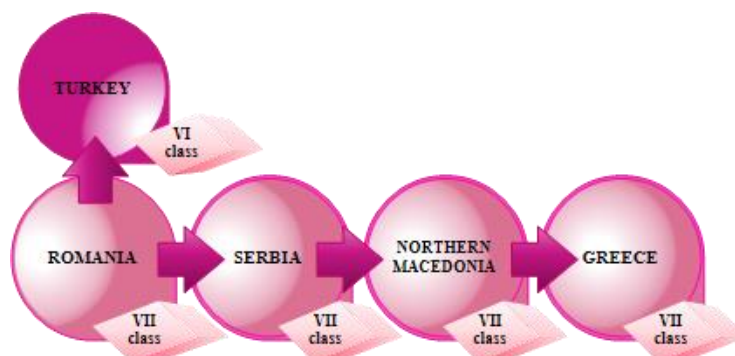 TURKEY
VI
class
ROMANIA
SERBIA
NORTHERN
MACEDONIA
GREECE
VII
class
VII
class
VII
class
VII
class